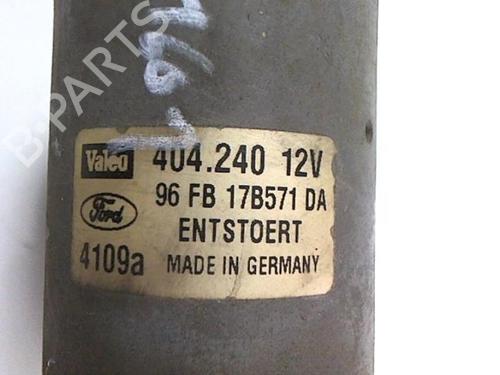 B-PARTS
Valeo 404.240 12V
Ford 96 FB 17B571 DA
ENTSTOERT
4109a MADE IN GERMANY